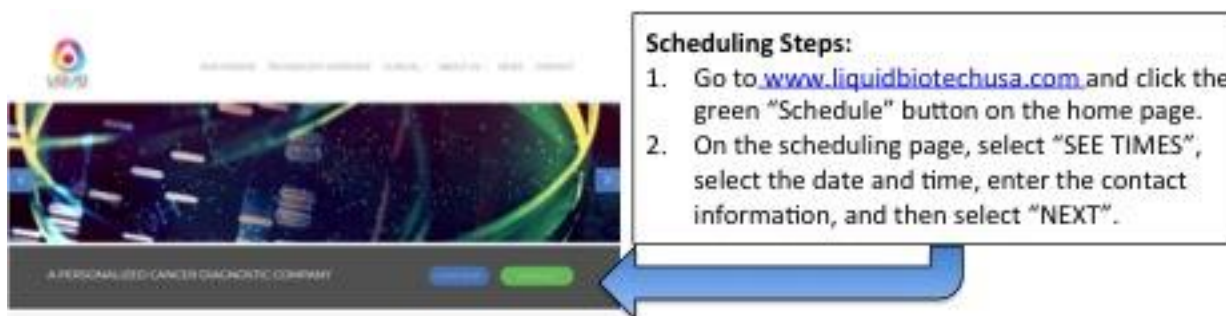 Scheduling Steps:
1. Go to www.liquidbiotechusa.com and click the
green “Schedule” button on the home page.
2. On the scheduling page, select “SEE TIMES”,
select the date and time, enter the contact
information, and then select “NEXT”.
A PERSONALIZED CANCER DIAGNOSTIC COMPANY